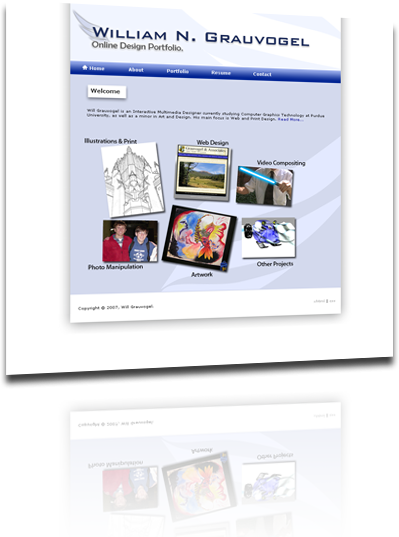 WILLIAM N. GRAUVOGEL
Online Design Portfolio.
Home About Portfolio Resume Contact
Welcome
Will Grauvogel is an Interactive Multimedia Designer currently studying Computer Graphics Technology at Purdue
University, as well as a minor in Art and Design. His main focus is Web and Print Design. Read More...
Illustrations & Print
Web Design
Video Compositing
Photo Manipulation
Artwork
Other Projects
Copyright © 2007, Will Grauvogel.